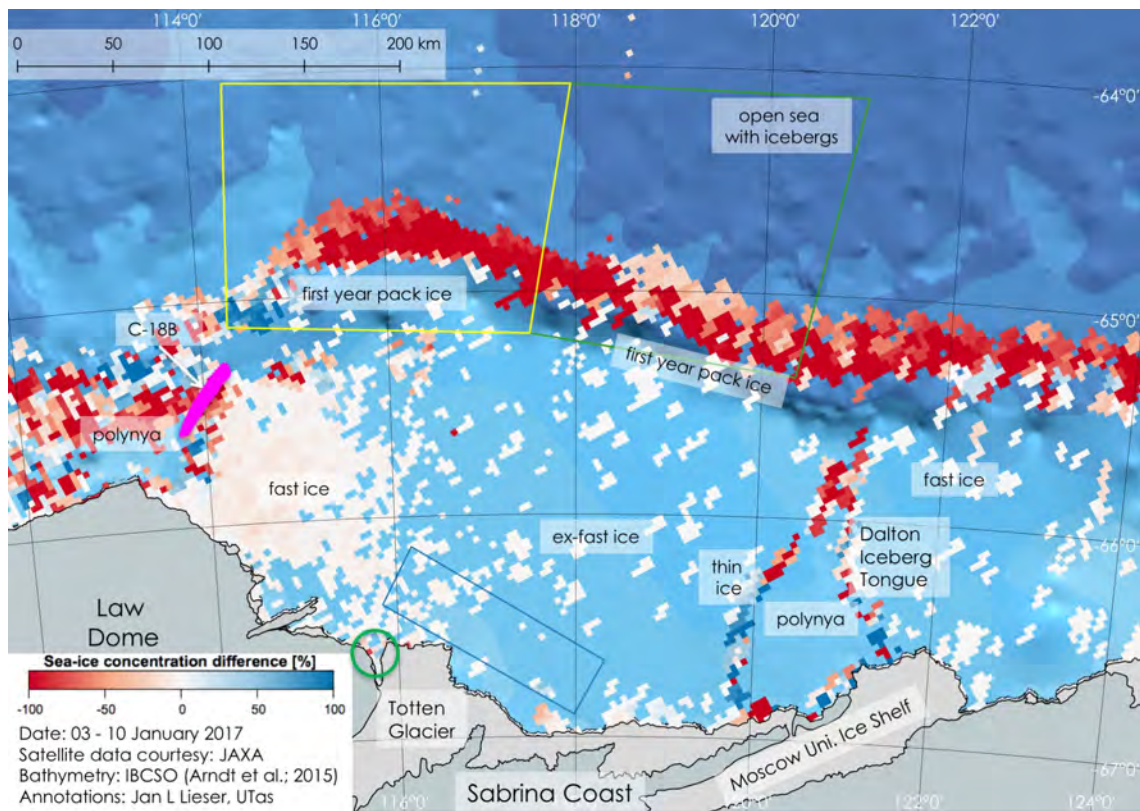 114°0' 116°0' 118°0' 120°0' 122°0'
0 50 100 150 200 km
-64°0'
open sea
with icebergs
first year pack ice
C-18B
-65°0'
first year pack ice
polynya
fast ice
fast ice
ex-fast ice
Dalton
Iceberg
Tongue
-66°0'
thin
ice
polynya
Law
Dome
Sea-ice concentration difference [%]
-100 -50 0 50 100
Date: 03 - 10 January 2017
Satellite data courtesy: JAXA
Bathymetry: IBCSO (Arndt et al.; 2015)
Annotations: Jan L Lieser, UTas
Totten
Glacier
Moscow Uni. Ice Shelf
Sabrina Coast
-67°0'
116°0' 118°0' 120°0' 122°0' 124°0'